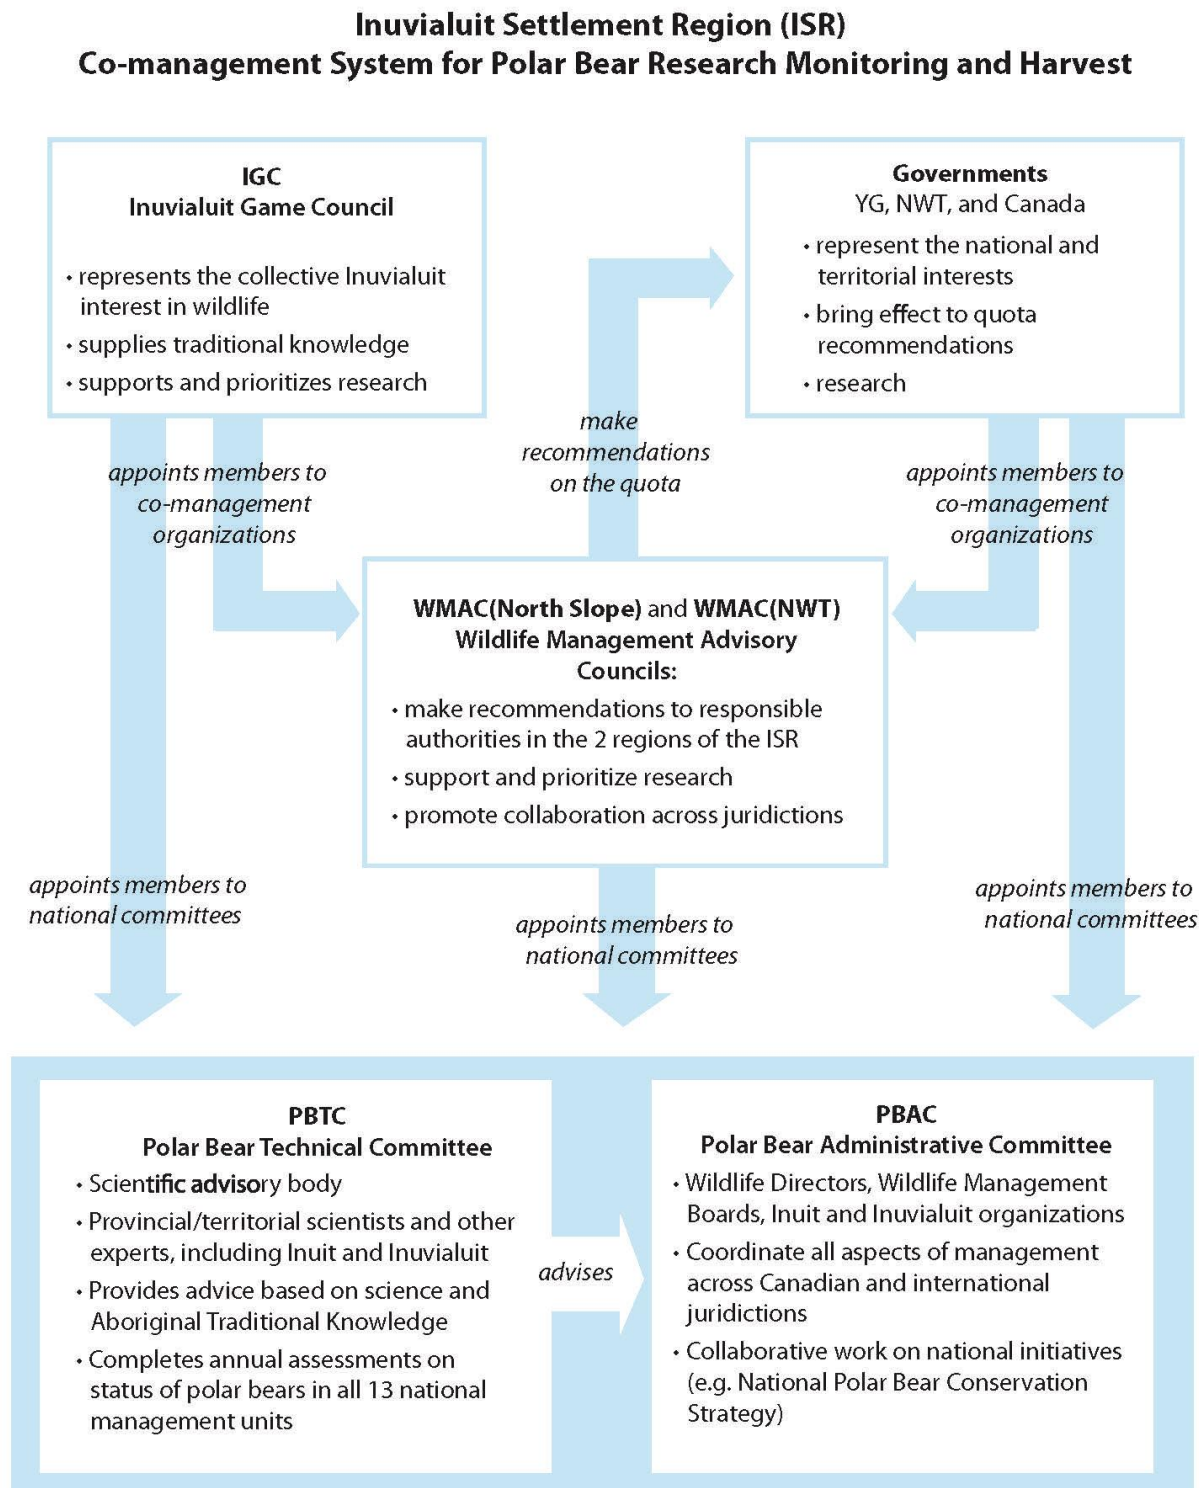 Inuvialuit Settlement Region (ISR)
Co-management System for Polar Bear Research Monitoring and Harvest
IGC
Inuvialuit Game Council
• represents the collective Inuvialuit
interest in wildlife
• supplies traditional knowledge
• supports and prioritizes research
Governments
YG, NWT, and Canada
• represent the national and
territorial interests
• bring effect to quota
recommendations
• research
make
recommendations
on the quota
appoints members to
co-management
organizations
appoints members to
co-management
organizations
WMAC(North Slope) and WMAC(NWT)
Wildlife Management Advisory
Councils:
• make recommendations to responsible
authorities in the 2 regions of the ISR
• support and prioritize research
• promote collaboration across juridictions
appoints members to
national committees
appoints members to
national committees
appoints members to
national committees
PBTC
Polar Bear Technical Committee
• Scientific advisory body
• Provincial/territorial scientists and other
experts, including Inuit and Inuvialuit
• Provides advice based on science and
Aboriginal Traditional Knowledge
• Completes annual assessments on
status of polar bears in all 13 national
management units
advises
PBAC
Polar Bear Administrative Committee
• Wildlife Directors, Wildlife Management
Boards, Inuit and Inuvialuit organizations
• Coordinate all aspects of management
across Canadian and international
juridictions
• Collaborative work on national initiatives
(e.g. National Polar Bear Conservation
Strategy)